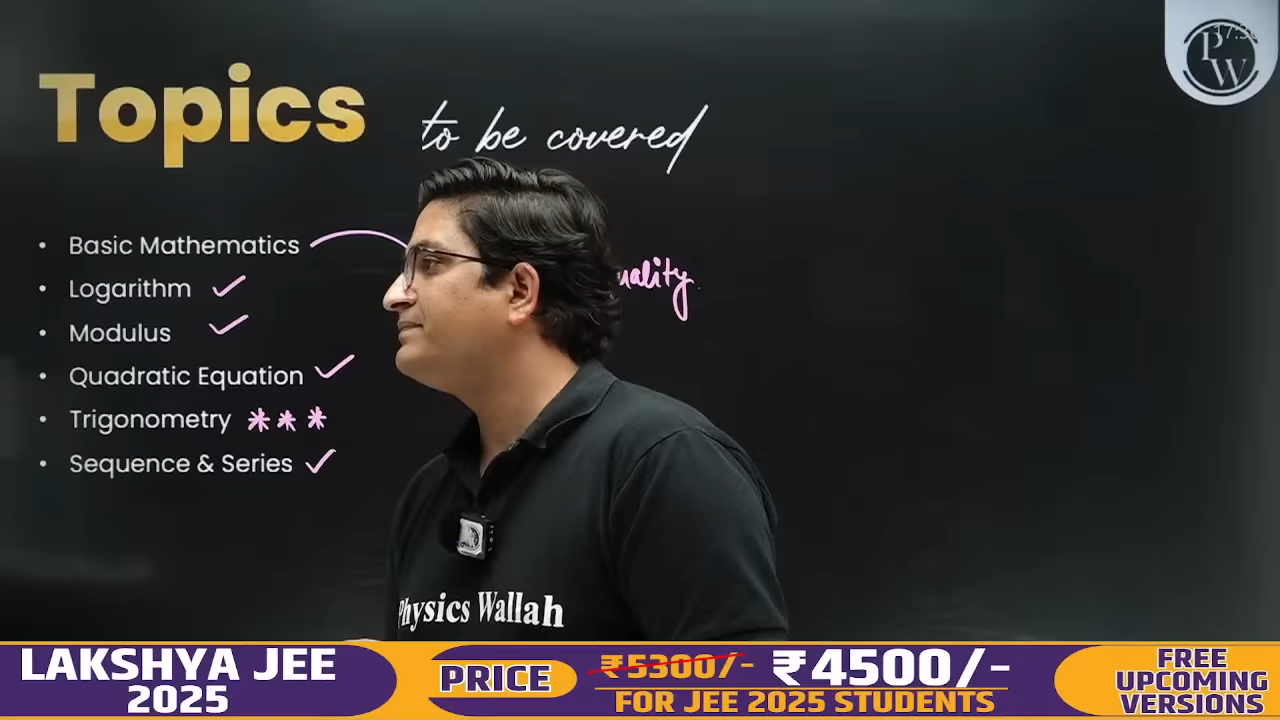 Topics to be covered
• Basic Mathematics
uality
• Logarithm
• Modulus
• Quadratic Equation
• Trigonometry * * *
• Sequence & Series
PW
Physics Wallah
LAKSHYA JEE
2025
PRICE
₹5300/- ₹4500/-
FOR JEE 2025 STUDENTS
FREE
UPCOMING
VERSIONS